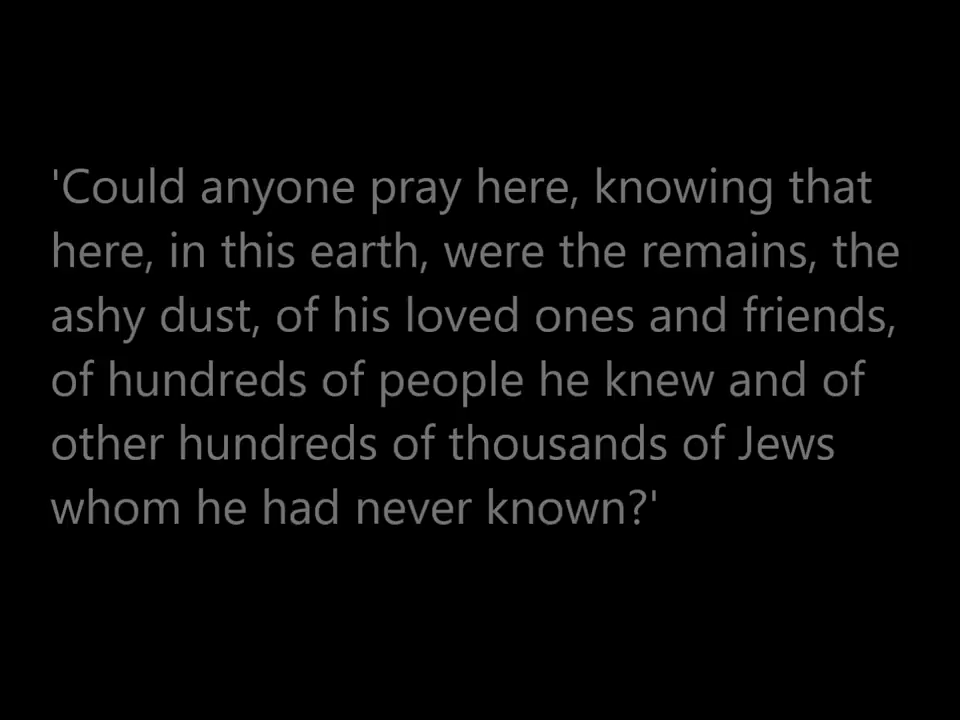 'Could anyone pray here, knowing that
here, in this earth, were the remains, the
ashy dust, of his loved ones and friends,
of hundreds of people he knew and of
other hundreds of thousands of Jews
whom he had never known?'